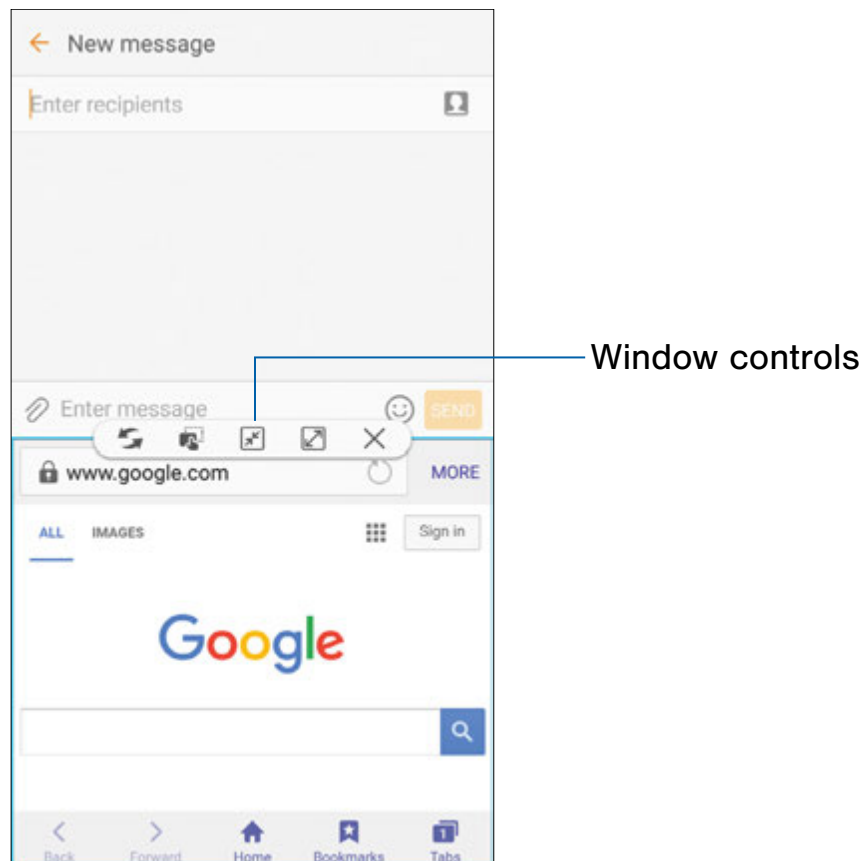 New message
Enter recipients
Window controls
Enter message
SEND
www.google.com
MORE
ALL IMAGES
Sign in
Google
Back Forward Home Bookmarks 1 Tabs